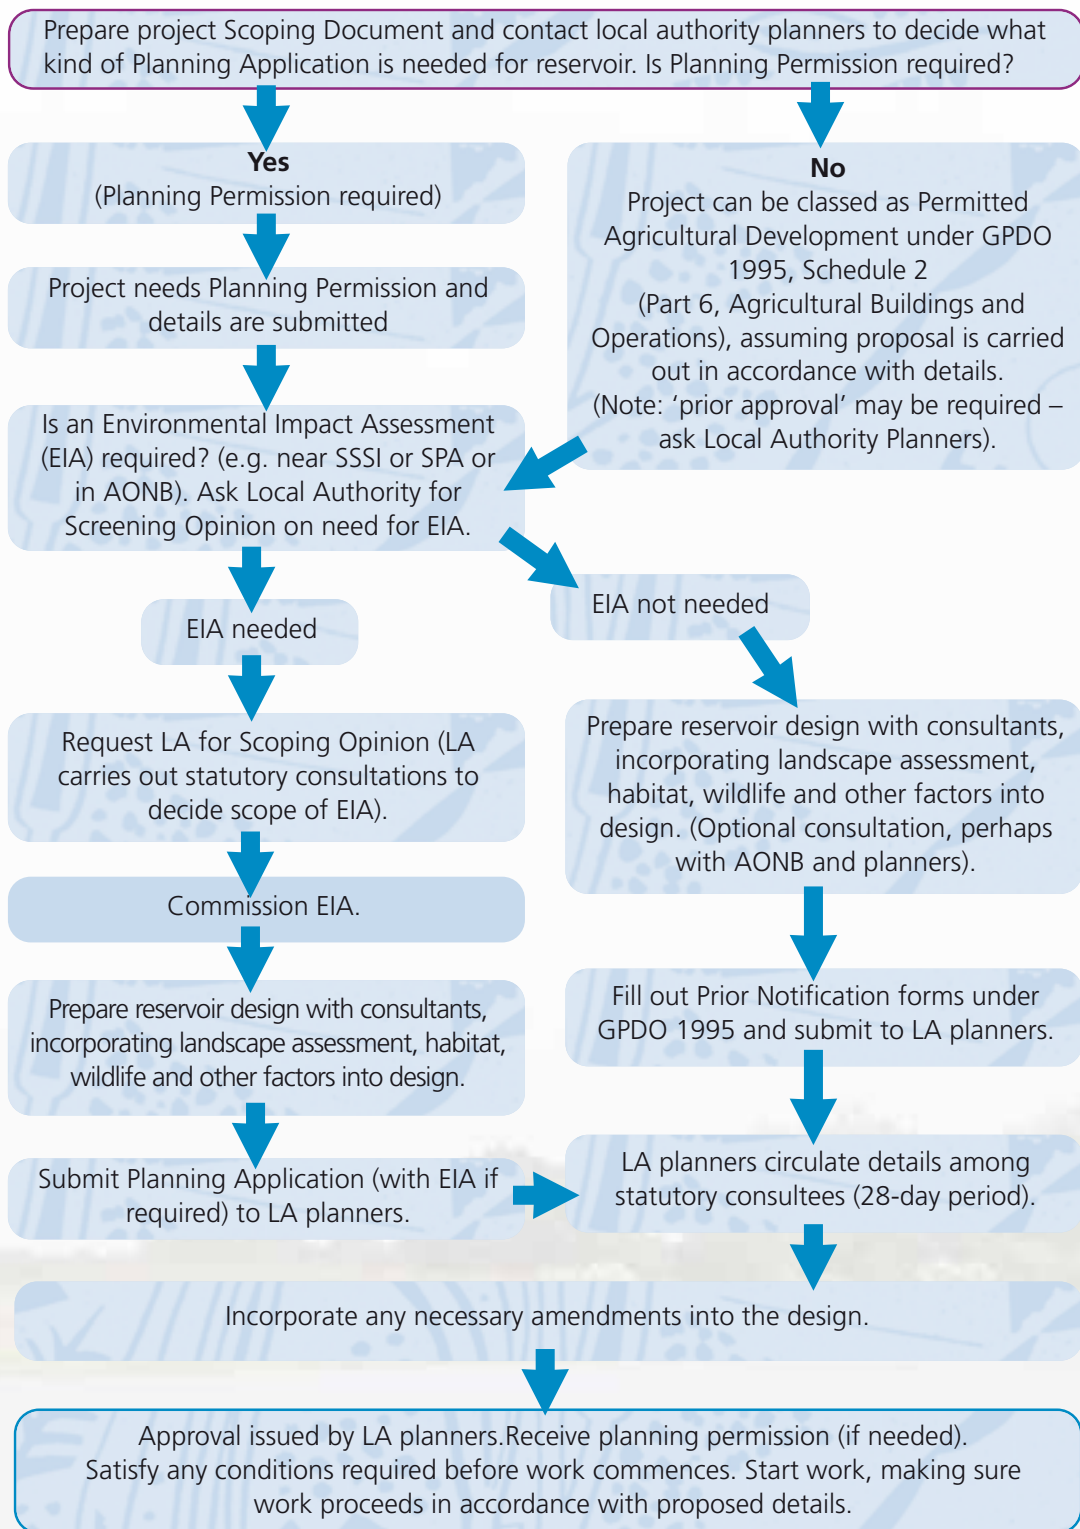 Prepare project Scoping Document and contact local authority planners to decide what
kind of Planning Application is needed for reservoir. Is Planning Permission required?
Yes
(Planning Permission required)
No
Project can be classed as Permitted
Agricultural Development under GPDO
1995, Schedule 2
(Part 6, Agricultural Buildings and
Operations), assuming proposal is carried
out in accordance with details.
(Note: ‘prior approval’ may be required –
ask Local Authority Planners).
Project needs Planning Permission and
details are submitted
Is an Environmental Impact Assessment
(EIA) required? (e.g. near SSSI or SPA or
in AONB). Ask Local Authority for
Screening Opinion on need for EIA.
EIA needed
EIA not needed
Request LA for Scoping Opinion (LA
carries out statutory consultations to
decide scope of EIA).
Commission EIA.
Prepare reservoir design with consultants,
incorporating landscape assessment, habitat,
wildlife and other factors into design.
Submit Planning Application (with EIA if
required) to LA planners.
Prepare reservoir design with consultants,
incorporating landscape assessment,
habitat, wildlife and other factors into
design. (Optional consultation, perhaps
with AONB and planners).
Fill out Prior Notification forms under
GPDO 1995 and submit to LA planners.
LA planners circulate details among
statutory consultees (28-day period).
Incorporate any necessary amendments into the design.
Approval issued by LA planners.Receive planning permission (if needed).
Satisfy any conditions required before work commences. Start work, making sure
work proceeds in accordance with proposed details.